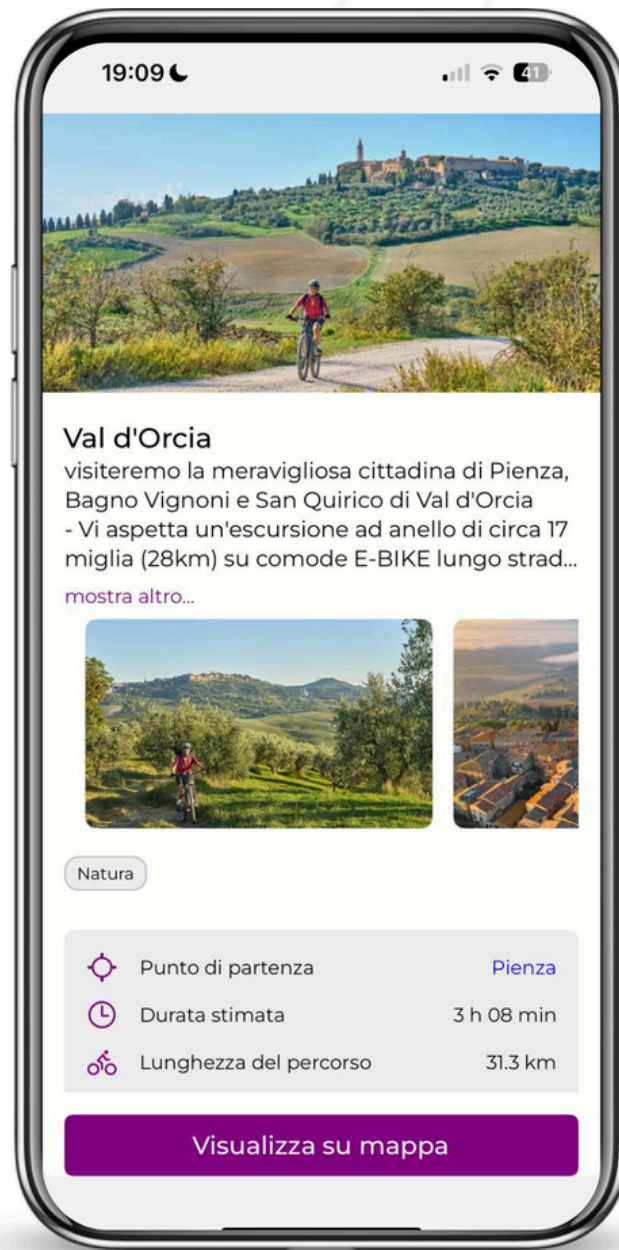 19:09
41
Val d'Orcia
visiteremo la meravigliosa cittadina di Pienza,
Bagno Vignoni e San Quirico di Val d'Orcia
- Vi aspetta un'escursione ad anello di circa 17
miglia (28km) su comode E-BIKE lungo strad...
mostra altro...
Natura
Punto di partenza Pienza
Durata stimata 3 h 08 min
Lunghezza del percorso 31.3 km
Visualizza su mappa